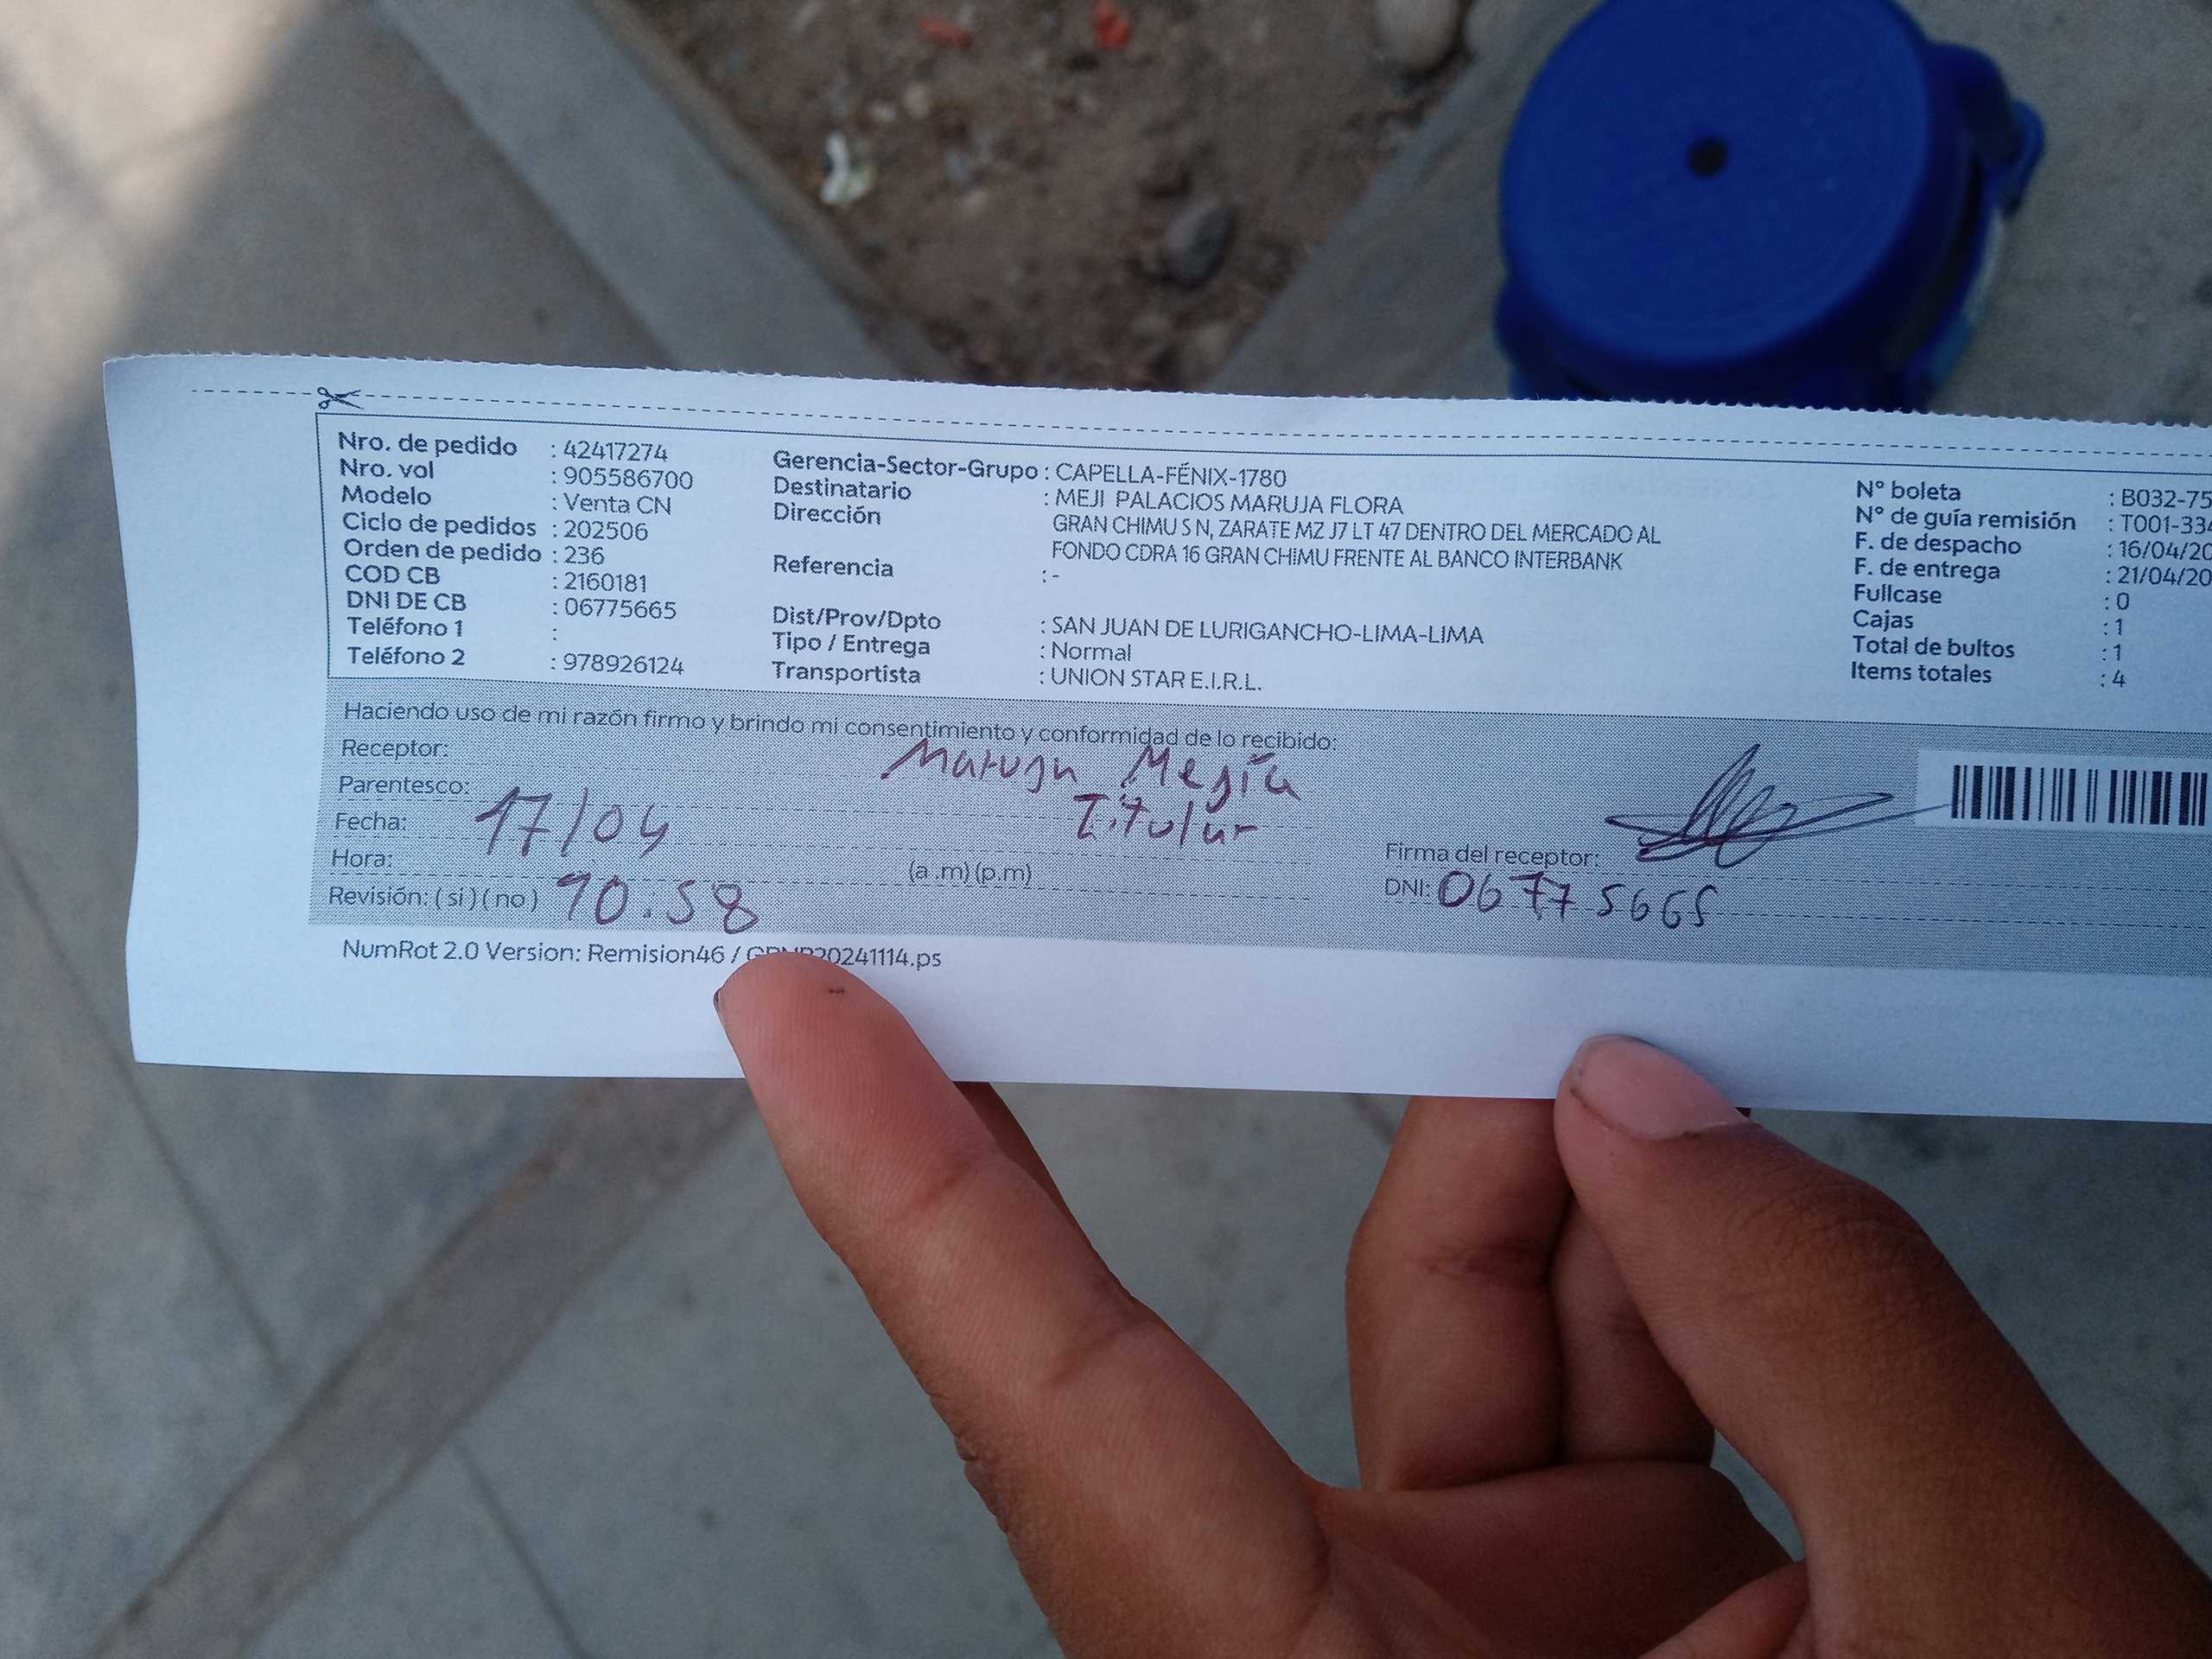 Nro. de pedido : 42417274
Nro. vol : 905586700
Modelo : Venta CN
Ciclo de pedidos : 202506
Orden de pedido : 236
COD CB : 2160181
DNI DE CB : 06775665
Teléfono 1 :
Teléfono 2 : 978926124
Gerencia-Sector-Grupo : CAPELLA-FÉNIX-1780
Destinatario : MEJI PALACIOS MARUJA FLORA
Dirección GRAN CHIMU S N, ZARATE MZ J7 LT 47 DENTRO DEL MERCADO AL
FONDO CDRA 16 GRAN CHIMU FRENTE AL BANCO INTERBANK
Referencia : -
Dist/Prov/Dpto : SAN JUAN DE LURIGANCHO-LIMA-LIMA
Tipo / Entrega : Normal
Transportista : UNION STAR E.I.R.L.
N° boleta : B032-75
N° de guía remisión : T001-334
F. de despacho : 16/04/20
F. de entrega : 21/04/20
Fullcase : 0
Cajas : 1
Total de bultos : 1
Items totales : 4
Haciendo uso de mi razón firmo y brindo mi consentimiento y conformidad de lo recibido:
Receptor: Maruja Megía
Parentesco: Titular
Fecha: 17/04
Hora: 10:58 (a .m) (p.m)
Revisión: ( si ) ( no )
Firma del receptor:
DNI: 06775665
NumRot 2.0 Version: Remision46 / 20241114.ps